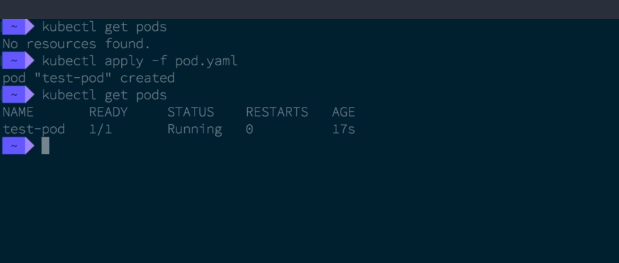 ~ kubectl get pods
No resources found.
~ kubectl apply -f pod.yaml
pod "test-pod" created
~ kubectl get pods
NAME READY STATUS RESTARTS AGE
test-pod 1/1 Running 0 17s
~